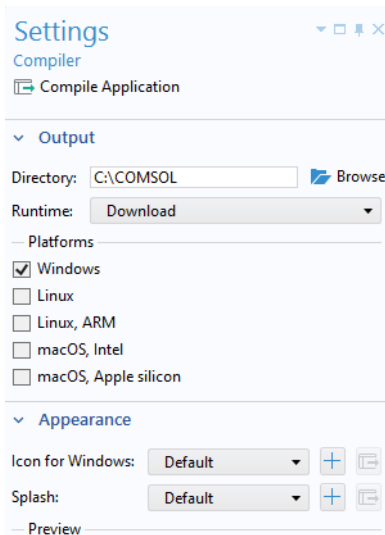 Settings
Compiler
Compile Application
Output
Directory: C:\COMSOL Browse
Runtime: Download
Platforms
Windows
Linux
Linux, ARM
macOS, Intel
macOS, Apple silicon
Appearance
Icon for Windows: Default
Splash: Default
Preview